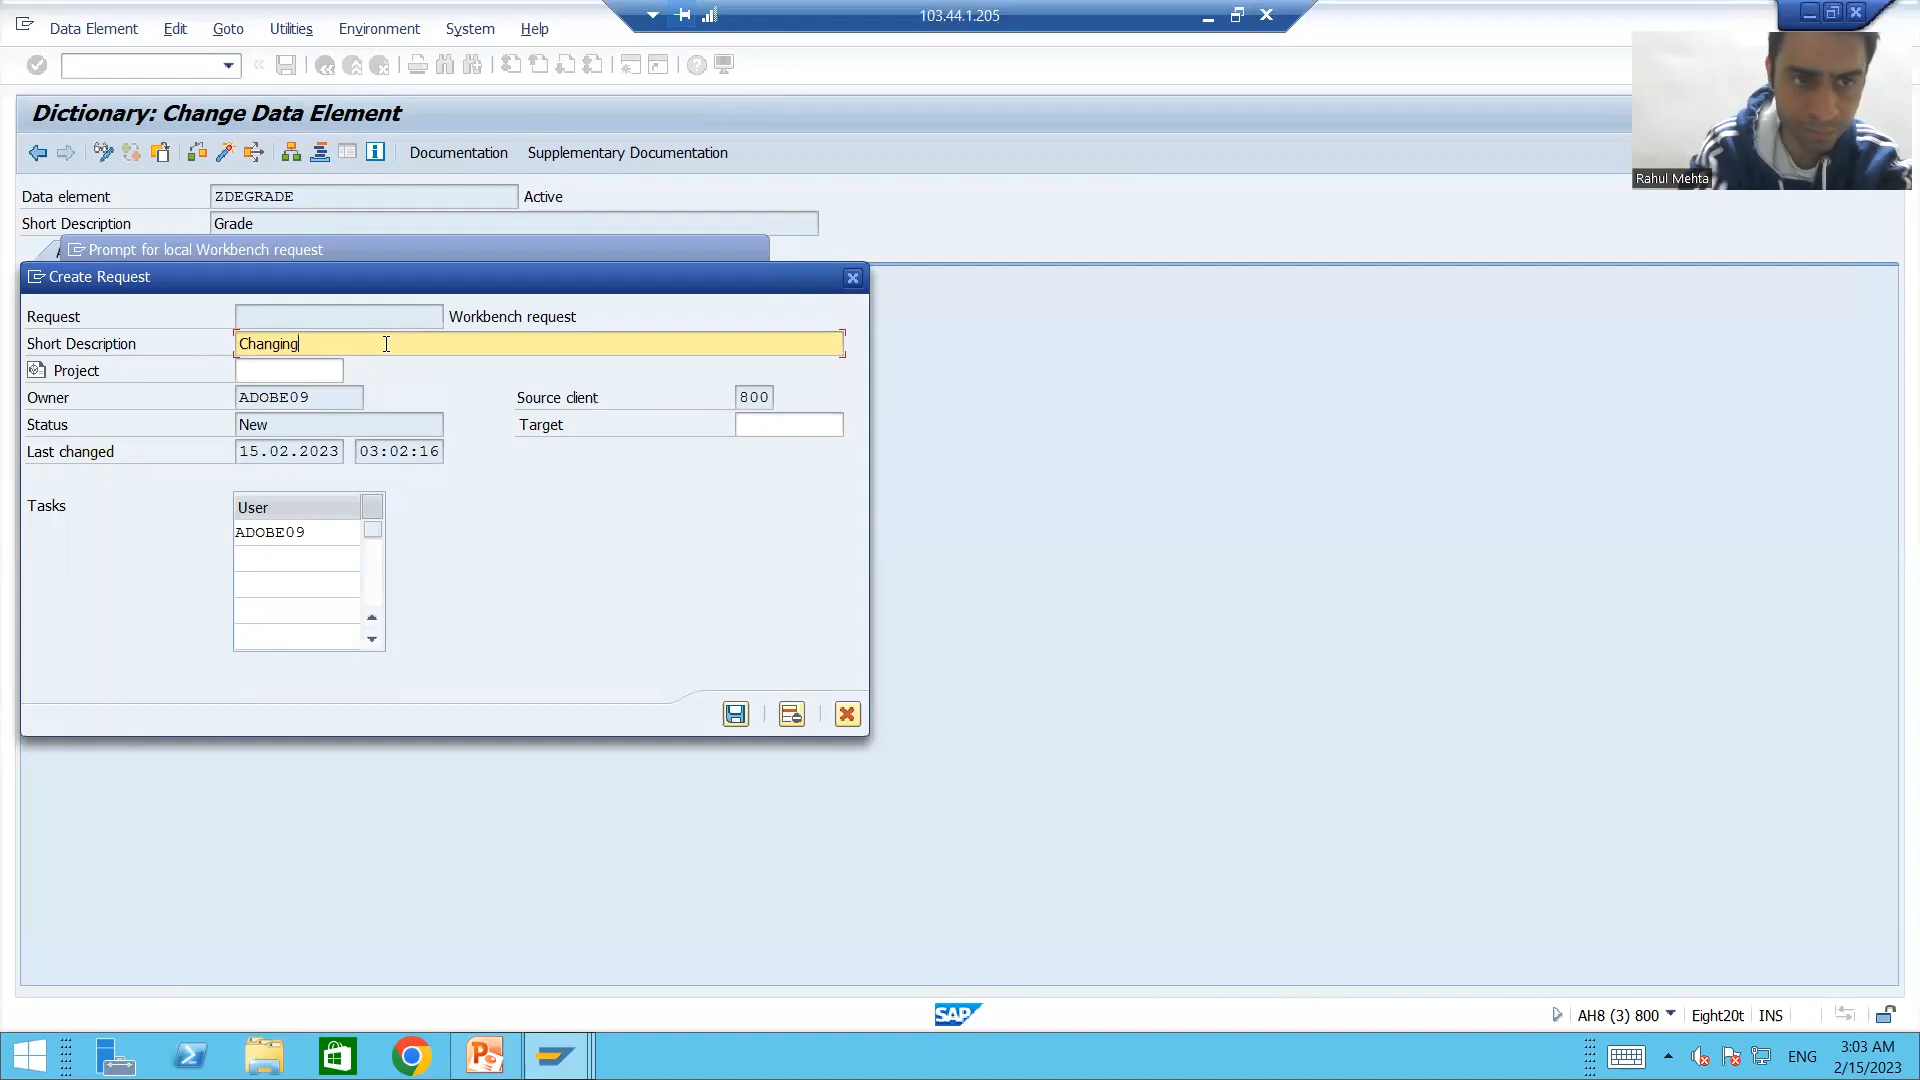 103.44.1.205
Data Element Edit Goto Utilities Environment System Help
Dictionary: Change Data Element
Documentation Supplementary Documentation
Rahul Mehta
Data element ZDEGRADE Active
Short Description Grade
Prompt for local Workbench request
Create Request
Request Workbench request
Short Description Changing
Project
Owner ADOBE09 Source client 800
Status New Target
Last changed 15.02.2023 03:02:16
Tasks User
ADOBE09
SAP AH8 (3) 800 Eight20t INS
ENG 3:03 AM
2/15/2023